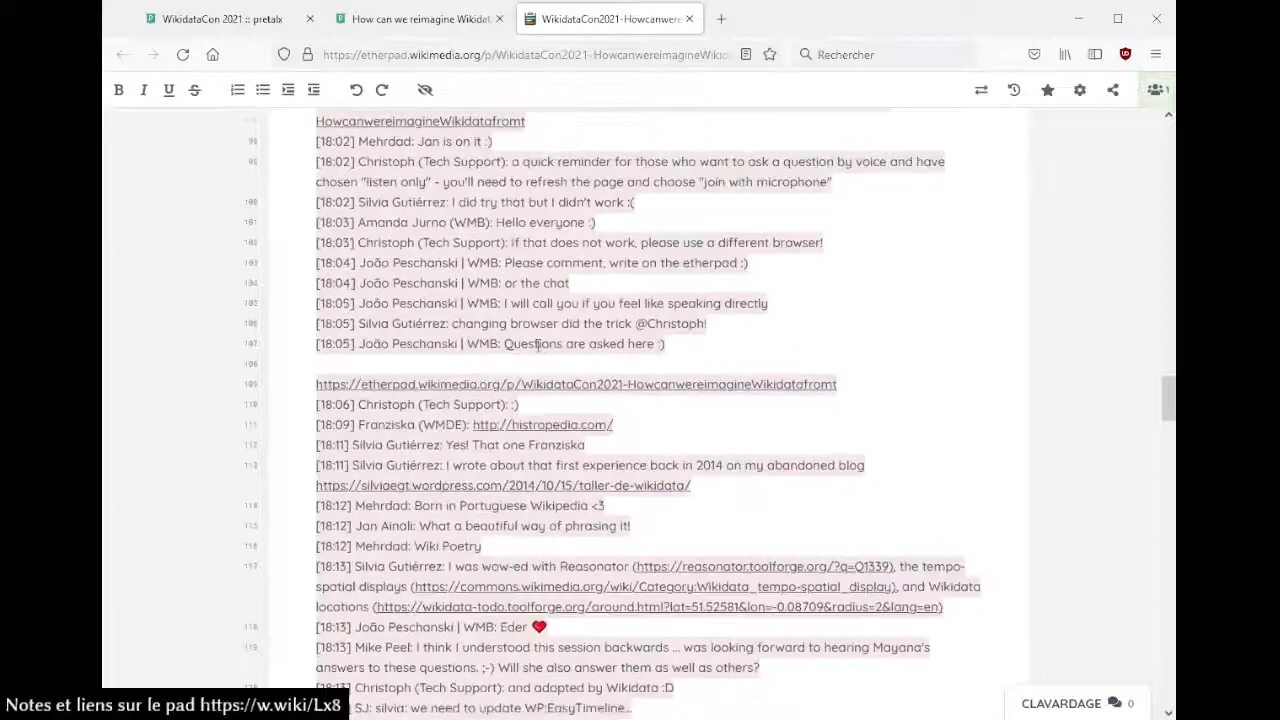 WikidataCon 2021 :: pretalx
How can we reimagine Wikidat
WikidataCon2021-Howcanwere
https://etherpad.wikimedia.org/p/WikidataCon2021-HowcanwereimagineWikid
Rechercher
1
HowcanwereimagineWikidatafromt
[18:02] Mehrdad: Jan is on it :)
[18:02] Christoph (Tech Support): a quick reminder for those who want to ask a question by voice and have
chosen "listen only" - you'll need to refresh the page and choose "join with microphone"
[18:02] Silvia Gutiérrez: I did try that but I didn't work :(
[18:03] Amanda Jurno (WMB): Hello everyone :)
[18:03] Christoph (Tech Support): if that does not work, please use a different browser!
[18:04] João Peschanski | WMB: Please comment, write on the etherpad :)
[18:04] João Peschanski | WMB: or the chat
[18:05] João Peschanski | WMB: I will call you if you feel like speaking directly
[18:05] Silvia Gutiérrez: changing browser did the trick @Christoph!
[18:05] João Peschanski | WMB: Questions are asked here :)
https://etherpad.wikimedia.org/p/WikidataCon2021-HowcanwereimagineWikidatafromt
[18:06] Christoph (Tech Support): :)
[18:09] Franziska (WMDE): http://histropedia.com/
[18:11] Silvia Gutiérrez: Yes! That one Franziska
[18:11] Silvia Gutiérrez: I wrote about that first experience back in 2014 on my abandoned blog
https://silviaegt.wordpress.com/2014/10/15/taller-de-wikidata/
[18:12] Mehrdad: Born in Portuguese Wikipedia <3
[18:12] Jan Ainali: What a beautiful way of phrasing it!
[18:12] Mehrdad: Wiki Poetry
[18:13] Silvia Gutiérrez: I was wow-ed with Reasonator (https://reasonator.toolforge.org/?q=Q1339), the tempo-
spatial displays (https://commons.wikimedia.org/wiki/Category:Wikidata_tempo-spatial_display), and Wikidata
locations (https://wikidata-todo.toolforge.org/around.html?lat=51.52581&lon=-0.08709&radius=2&lang=en)
[18:13] João Peschanski | WMB: Eder ❤️
[18:13] Mike Peel: I think I understood this session backwards ... was looking forward to hearing Mayana's
answers to these questions. ;-) Will she also answer them as well as others?
[18:13] Christoph (Tech Support): and adopted by Wikidata :D
SJ: silvia: we need to update WP:EasyTimeline...
CLAVARDAGE 0
Notes et liens sur le pad https://w.wiki/Lx8